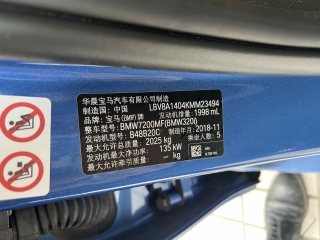 华晨宝马汽车有限公司制造
制造国:中国 LBV8A1404KMM23494
品牌:宝马(BMW)牌 发动机排量:1998 mL
整车型号:BMW7200MF(BMW320i)
发动机型号:B48B20C 制造年月:2018-11
最大允许总质量:2025 kg 乘坐人数:5
发动机最大净功率:135 kW
最大允许牵引质量:-- kg